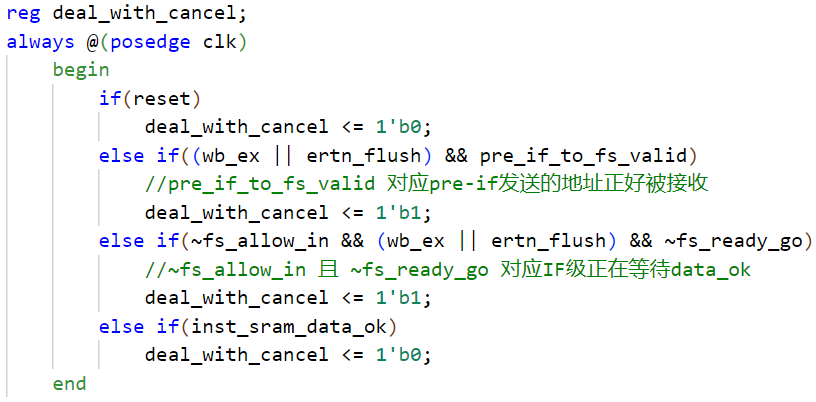 reg deal_with_cancel;
always @(posedge clk)
    begin
        if(reset)
            deal_with_cancel <= 1'b0;
        else if((wb_ex || ertn_flush) && pre_if_to_fs_valid)
            //pre_if_to_fs_valid 对应pre-if发送的地址正好被接收
            deal_with_cancel <= 1'b1;
        else if(~fs_allow_in && (wb_ex || ertn_flush) && ~fs_ready_go)
            //~fs_allow_in 且 ~fs_ready_go 对应IF级正在等待data_ok
            deal_with_cancel <= 1'b1;
        else if(inst_sram_data_ok)
            deal_with_cancel <= 1'b0;
    end